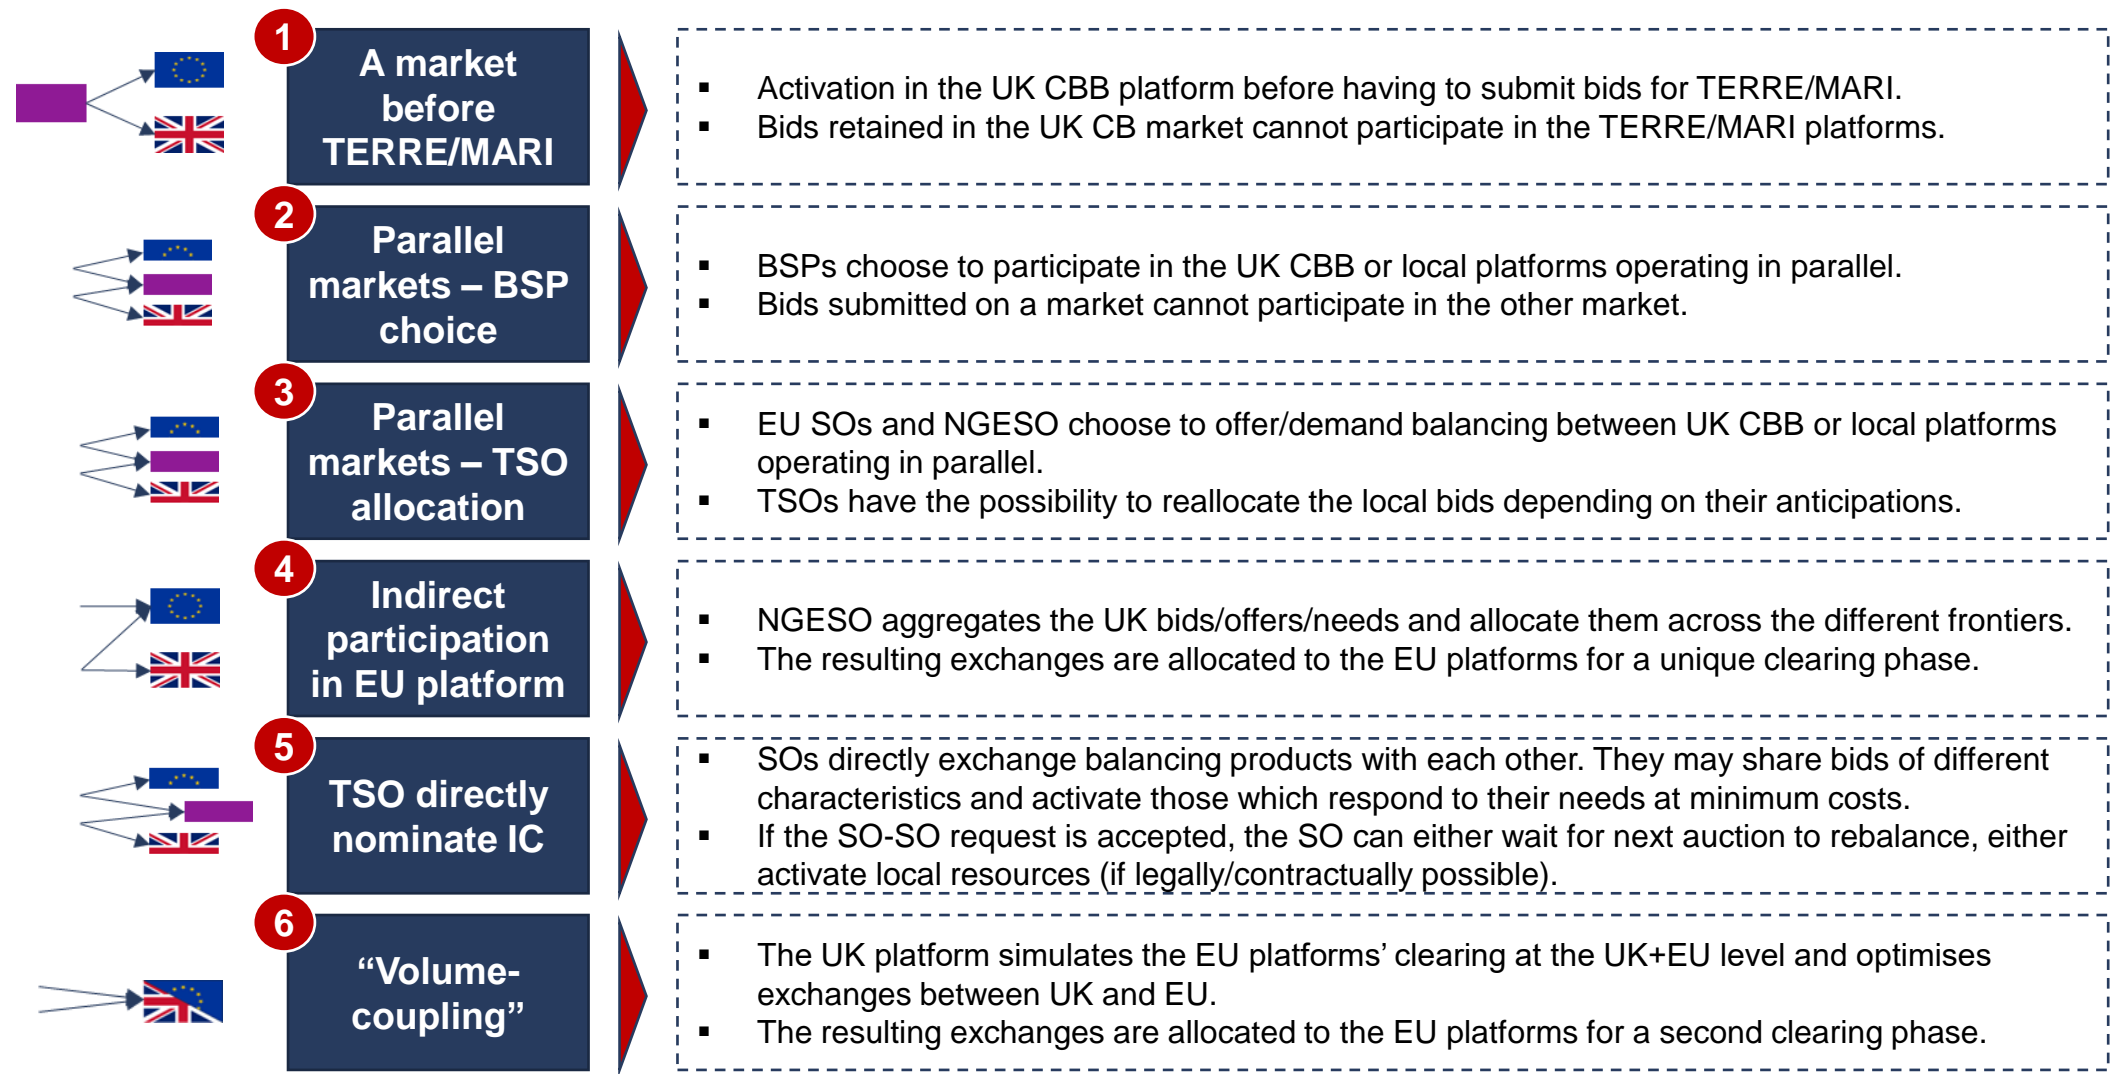 1
A market
before
TERRE/MARI
▪ Activation in the UK CBB platform before having to submit bids for TERRE/MARI.
▪ Bids retained in the UK CB market cannot participate in the TERRE/MARI platforms.
2
Parallel
markets – BSP
choice
▪ BSPs choose to participate in the UK CBB or local platforms operating in parallel.
▪ Bids submitted on a market cannot participate in the other market.
3
Parallel
markets – TSO
allocation
▪ EU SOs and NGESO choose to offer/demand balancing between UK CBB or local platforms
operating in parallel.
▪ TSOs have the possibility to reallocate the local bids depending on their anticipations.
4
Indirect
participation
in EU platform
▪ NGESO aggregates the UK bids/offers/needs and allocate them across the different frontiers.
▪ The resulting exchanges are allocated to the EU platforms for a unique clearing phase.
5
TSO directly
nominate IC
▪ SOs directly exchange balancing products with each other. They may share bids of different
characteristics and activate those which respond to their needs at minimum costs.
▪ If the SO-SO request is accepted, the SO can either wait for next auction to rebalance, either
activate local resources (if legally/contractually possible).
6
“Volume-
coupling”
▪ The UK platform simulates the EU platforms’ clearing at the UK+EU level and optimises
exchanges between UK and EU.
▪ The resulting exchanges are allocated to the EU platforms for a second clearing phase.